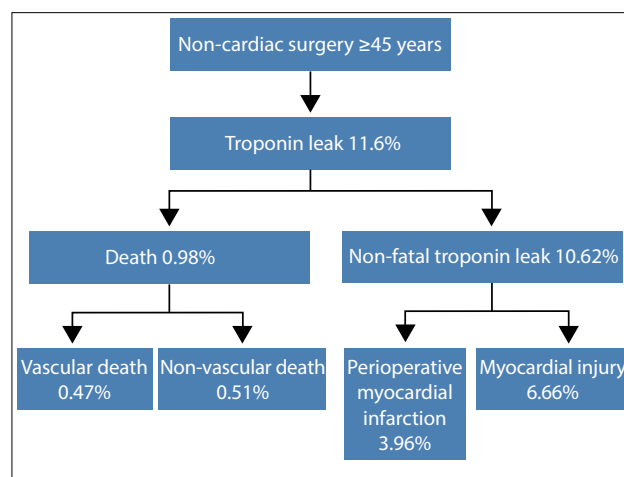 Non-cardiac surgery ≥45 years
Troponin leak 11.6%
Death 0.98%
Non-fatal troponin leak 10.62%
Vascular death
0.47%
Non-vascular death
0.51%
Perioperative
myocardial
infarction
3.96%
Myocardial injury
6.66%